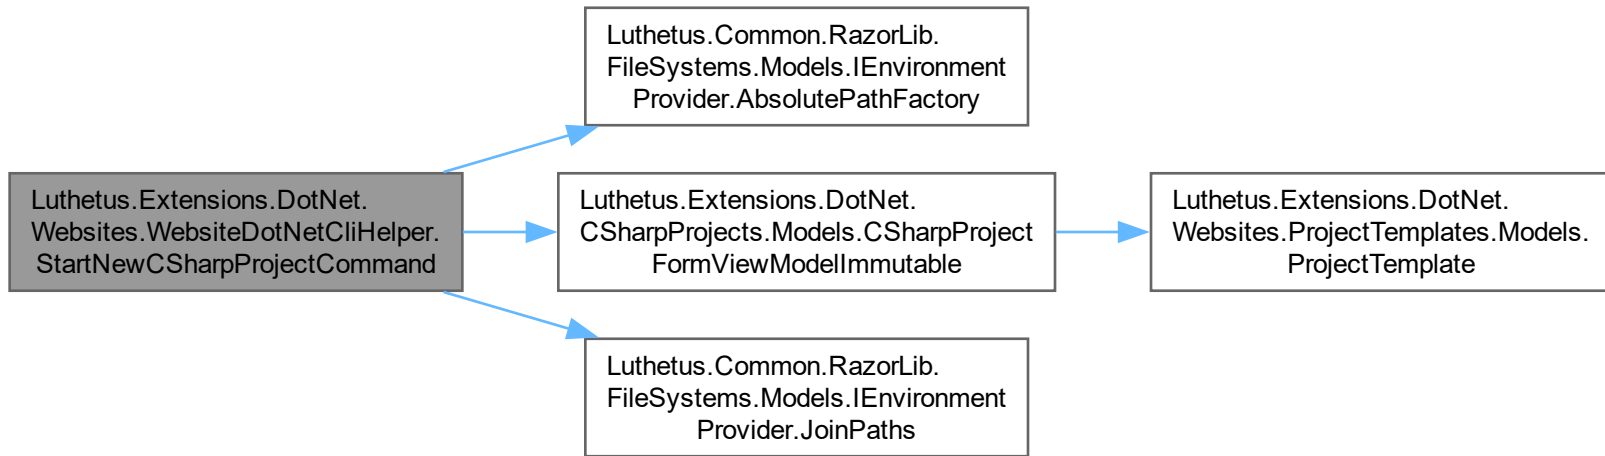 Luthetus.Common.RazorLib.
FileSystems.Models.IEnvironment
Provider.AbsolutePathFactory
Luthetus.Extensions.DotNet.
Websites.WebsiteDotNetCliHelper.
StartNewCSharpProjectCommand
Luthetus.Extensions.DotNet.
CSharpProjects.Models.CSharpProject
FormViewModelImmutable
Luthetus.Extensions.DotNet.
Websites.ProjectTemplates.Models.
ProjectTemplate
Luthetus.Common.RazorLib.
FileSystems.Models.IEnvironment
Provider.JoinPaths